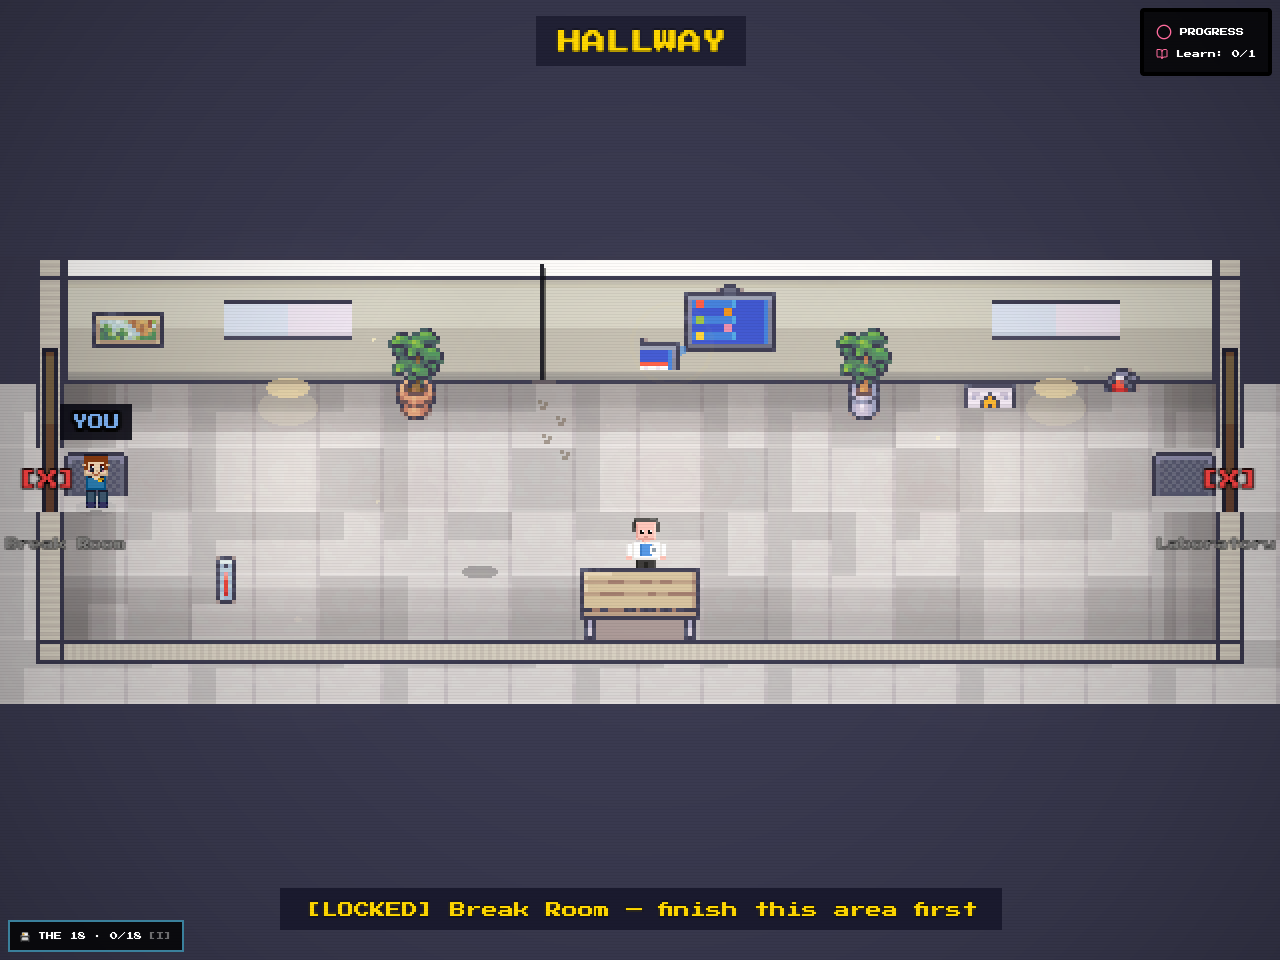 HALLWAY
PROGRESS
Learn: 0/1
YOU
[X]
[X]
Break Room
Laboratory
[LOCKED] Break Room — finish this area first
THE 18 · 0/18 [I]